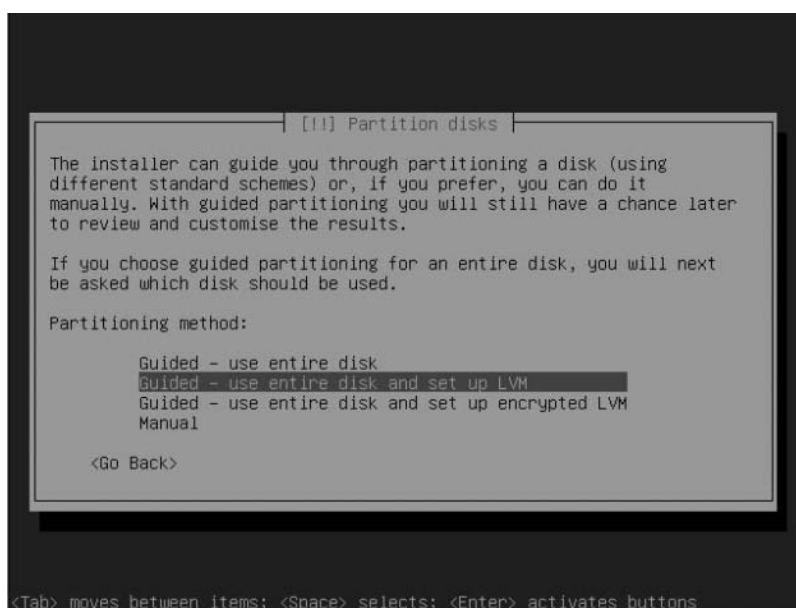 [!!] Partition disks
The installer can guide you through partitioning a disk (using
different standard schemes) or, if you prefer, you can do it
manually. With guided partitioning you will still have a chance later
to review and customise the results.
If you choose guided partitioning for an entire disk, you will next
be asked which disk should be used.
Partitioning method:
Guided - use entire disk
Guided - use entire disk and set up LVM
Guided - use entire disk and set up encrypted LVM
Manual
<Go Back>
<Tab> moves between items; <Space> selects; <Enter> activates buttons